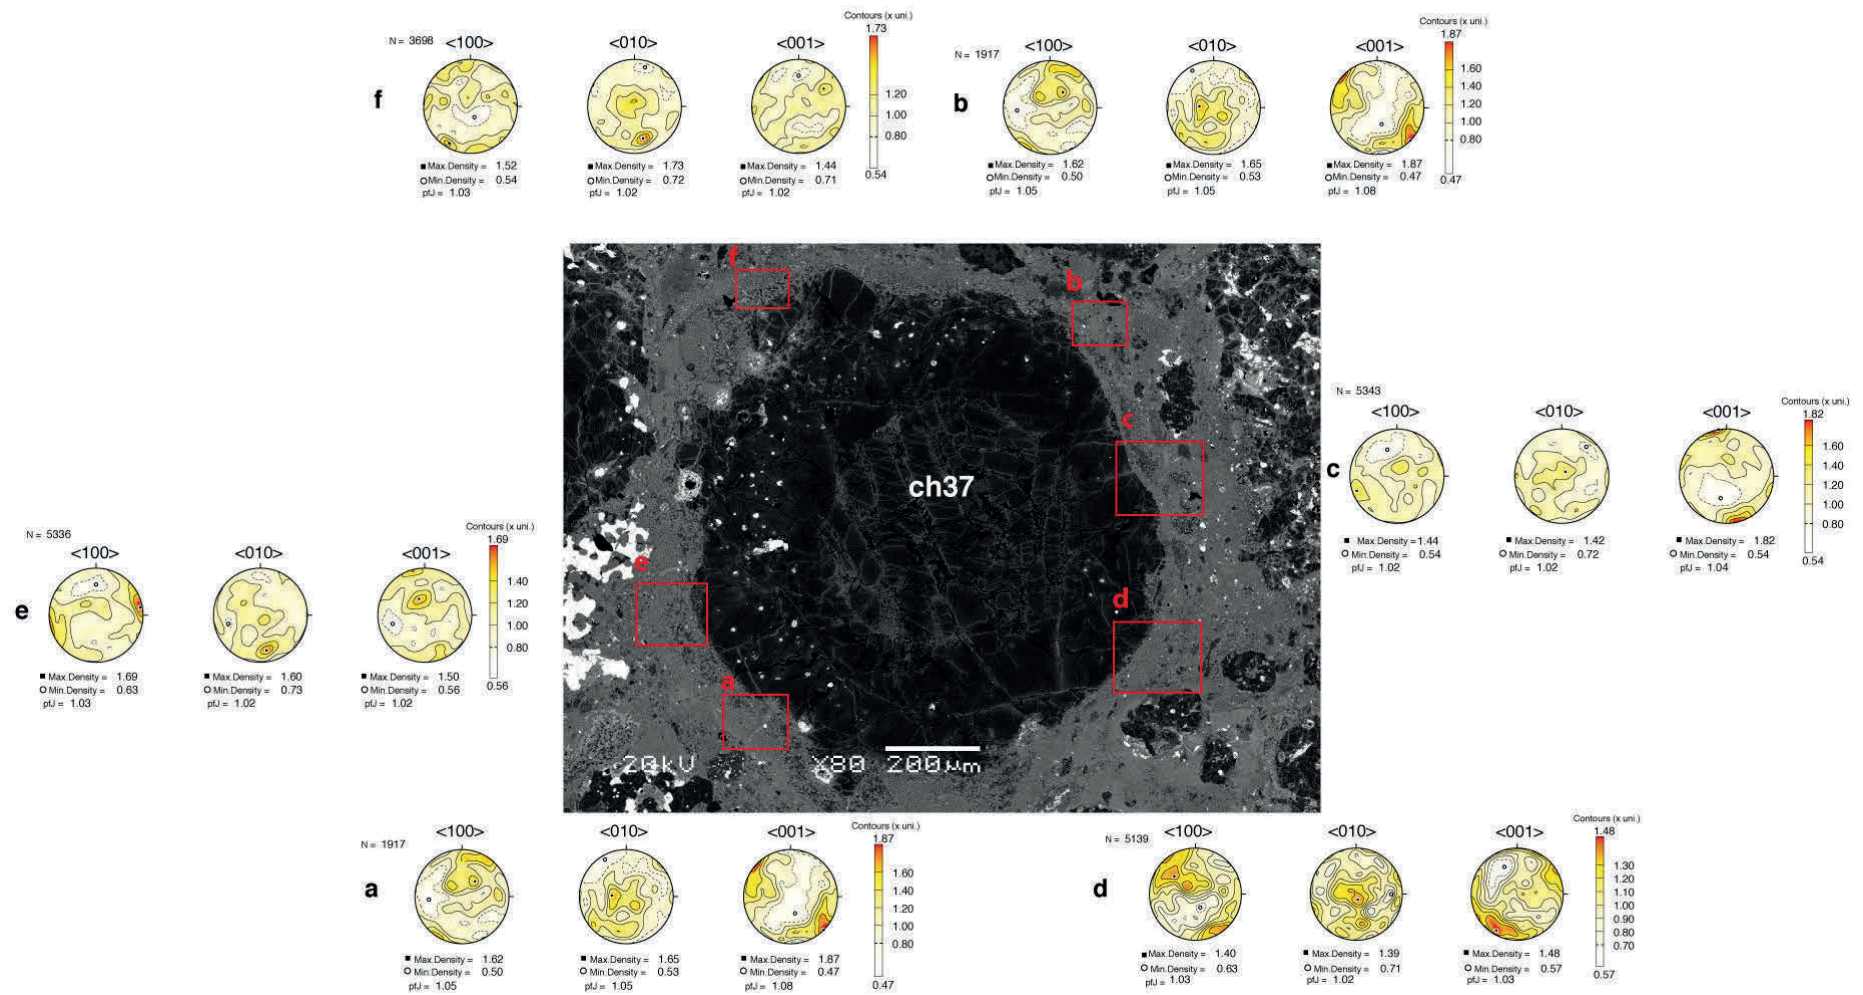 Contours (x uni.)
1.73
N = 3698
<100>
<010>
<001>
f
1.20
1.00
0.80
0.54
Max.Density = 1.52
Min.Density = 0.54
pfJ = 1.03
Max.Density = 1.73
Min.Density = 0.72
pfJ = 1.02
Max.Density = 1.44
Min.Density = 0.71
pfJ = 1.02
Contours (x uni.)
1.87
N = 1917
<100>
<010>
<001>
b
1.60
1.40
1.20
1.00
0.80
0.47
Max.Density = 1.62
Min.Density = 0.50
pfJ = 1.05
Max.Density = 1.65
Min.Density = 0.53
pfJ = 1.05
Max.Density = 1.87
Min.Density = 0.47
pfJ = 1.08
f
b
c
ch37
e
d
a
20kV X80 200µm
N = 5343
Contours (x uni.)
1.82
<100>
<010>
<001>
c
1.60
1.40
1.20
1.00
0.80
0.54
Max.Density = 1.44
Min.Density = 0.54
pfJ = 1.02
Max.Density = 1.42
Min.Density = 0.72
pfJ = 1.02
Max.Density = 1.82
Min.Density = 0.54
pfJ = 1.04
Contours (x uni.)
1.69
N = 5336
<100>
<010>
<001>
e
1.40
1.20
1.00
0.80
0.56
Max.Density = 1.69
Min.Density = 0.63
pfJ = 1.03
Max.Density = 1.60
Min.Density = 0.73
pfJ = 1.02
Max.Density = 1.50
Min.Density = 0.56
pfJ = 1.02
Contours (x uni.)
1.87
N = 1917
<100>
<010>
<001>
a
1.60
1.40
1.20
1.00
0.80
0.47
Max.Density = 1.62
Min.Density = 0.50
pfJ = 1.05
Max.Density = 1.65
Min.Density = 0.53
pfJ = 1.05
Max.Density = 1.87
Min.Density = 0.47
pfJ = 1.08
Contours (x uni.)
1.48
N = 5139
<100>
<010>
<001>
d
1.30
1.20
1.10
1.00
0.90
0.80
0.70
0.57
Max.Density = 1.40
Min.Density = 0.63
pfJ = 1.03
Max.Density = 1.39
Min.Density = 0.71
pfJ = 1.02
Max.Density = 1.48
Min.Density = 0.57
pfJ = 1.03